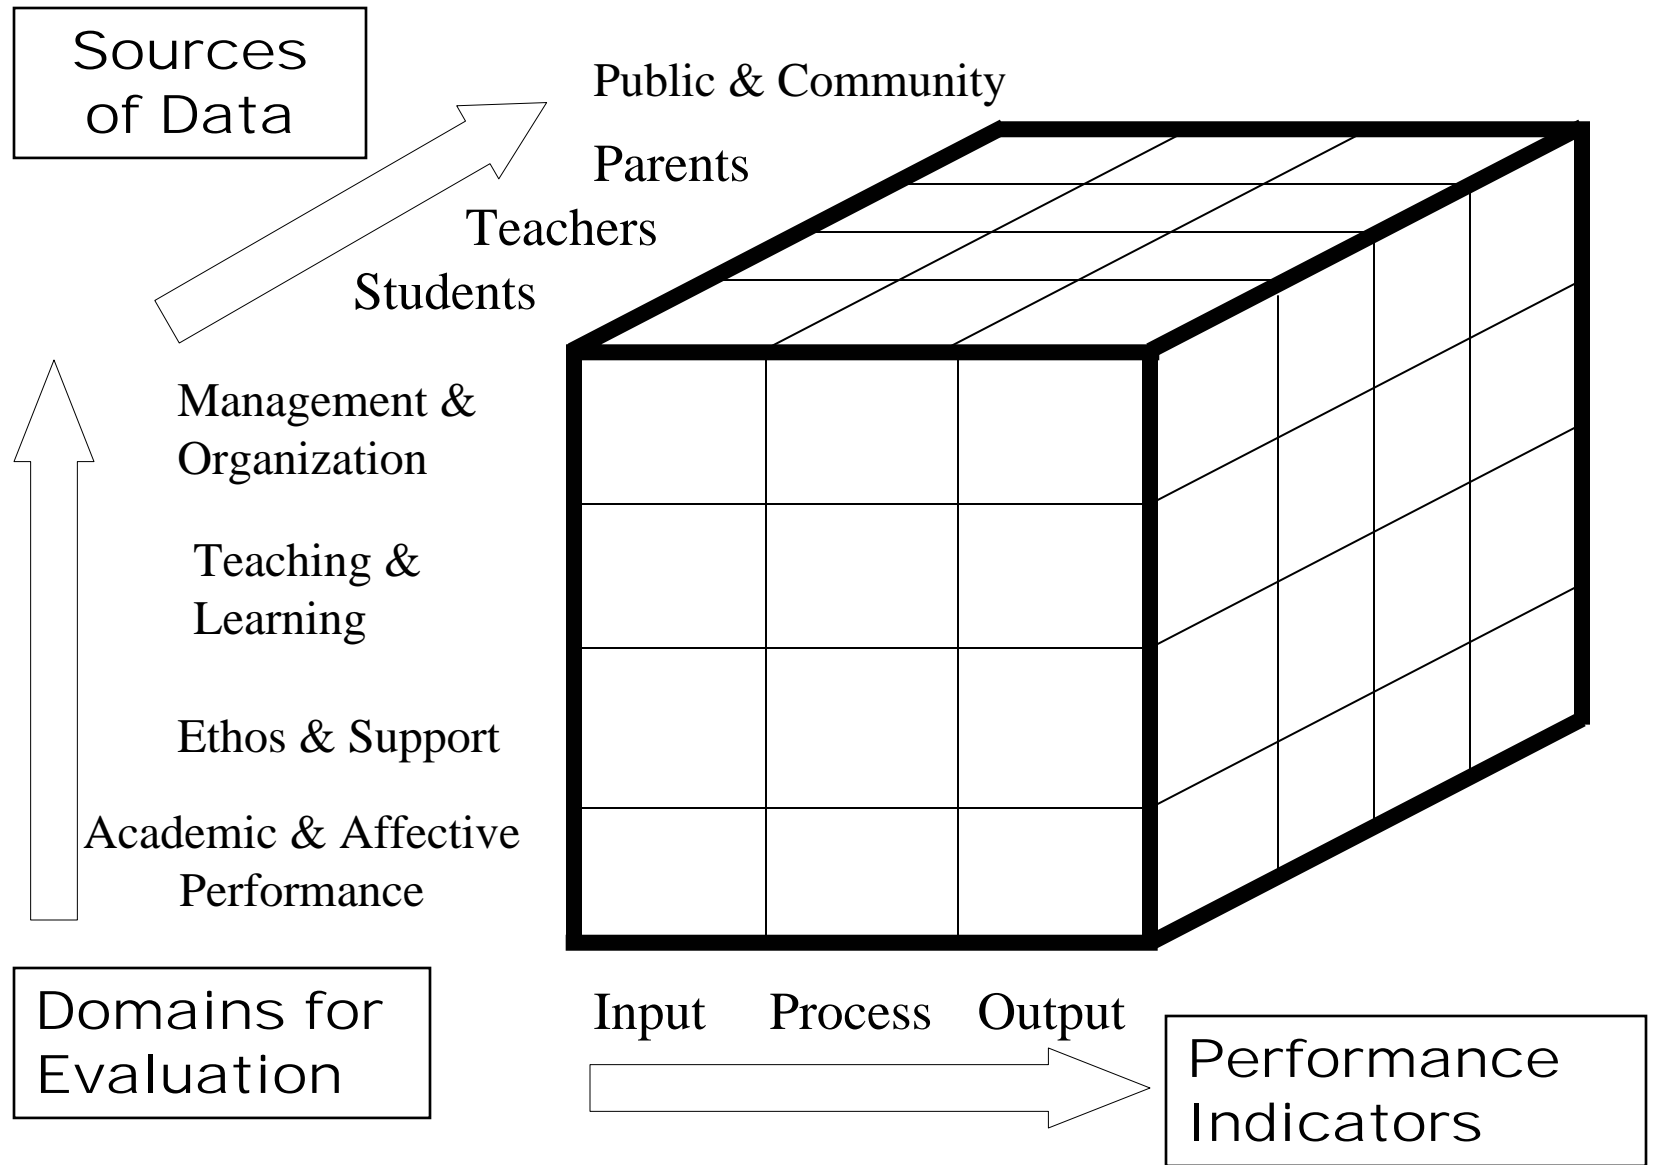 Sources
of Data
Public & Community
Parents
Teachers
Students
Management &
Organization
Teaching &
Learning
Ethos & Support
Academic & Affective
Performance
Domains for
Evaluation
Input Process Output
Performance
Indicators